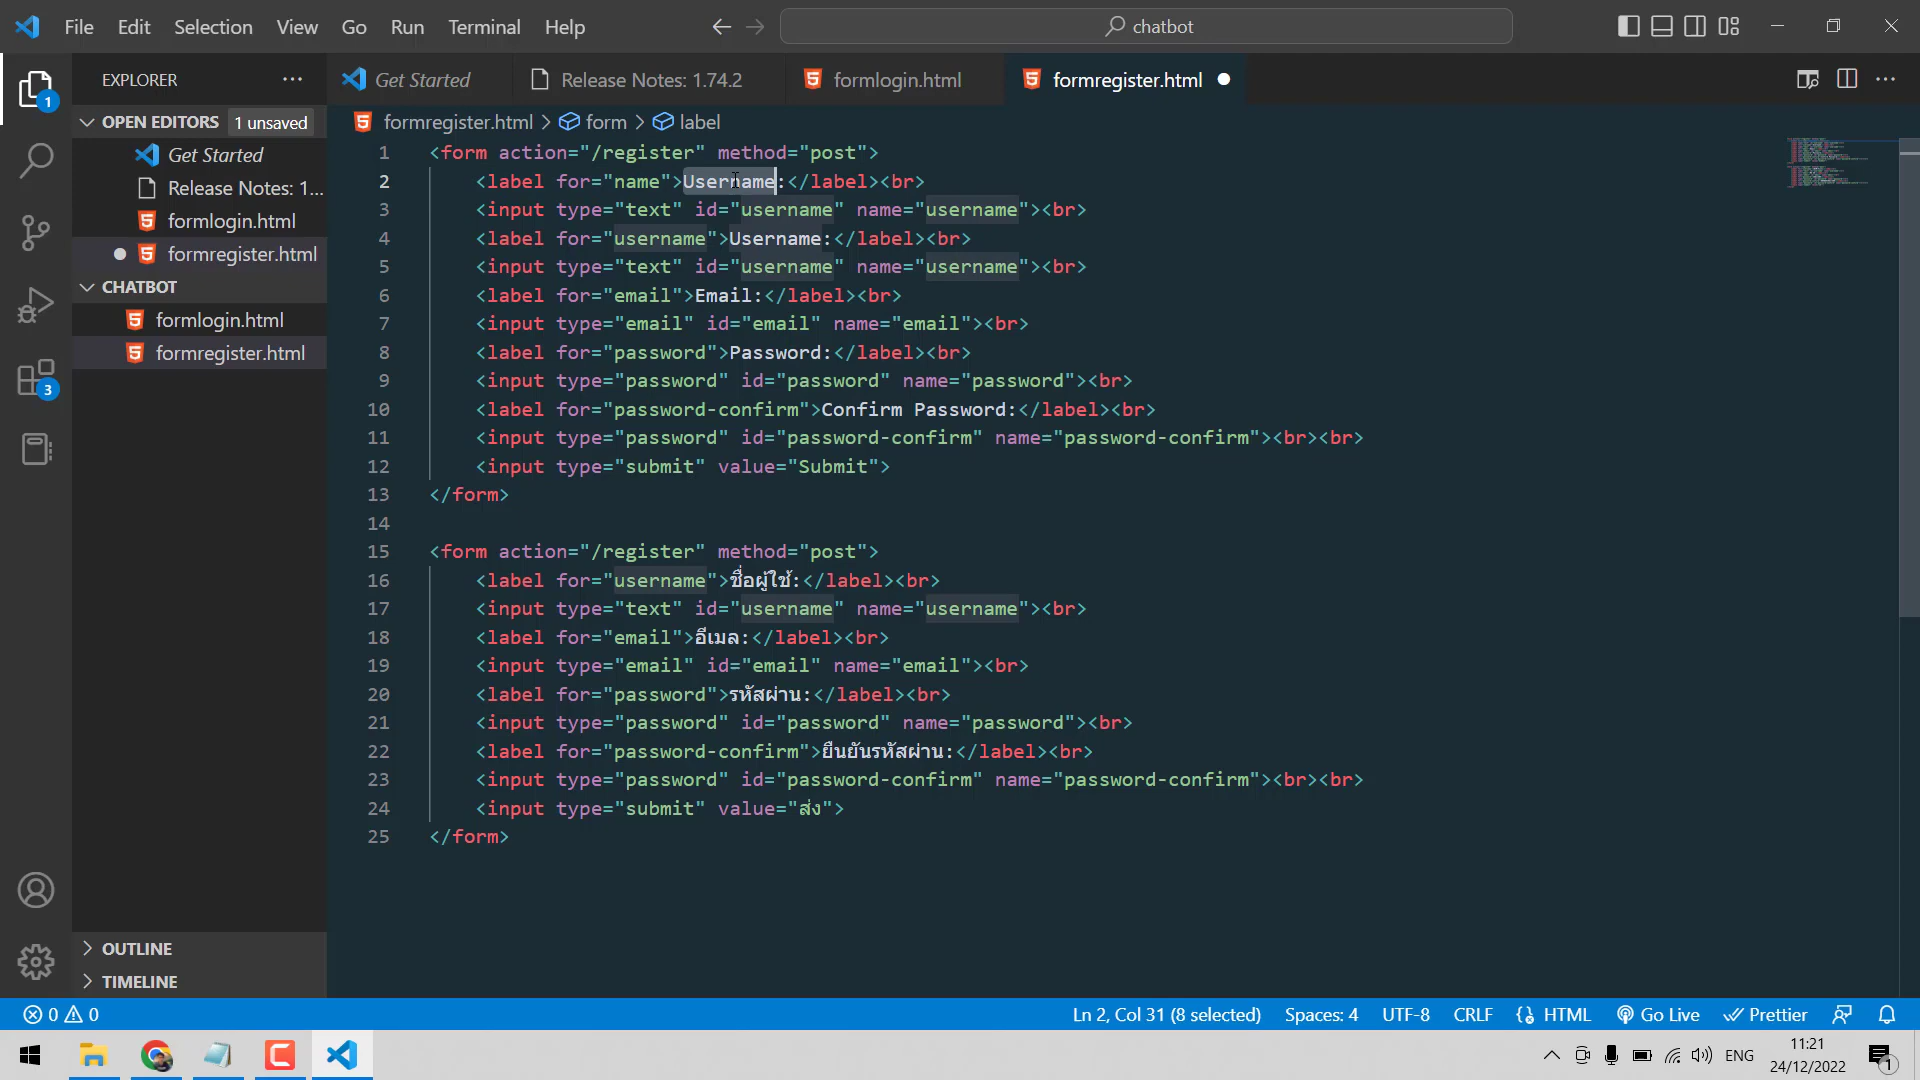 File Edit Selection View Go Run Terminal Help
chatbot
EXPLORER
Get Started
Release Notes: 1.74.2
formlogin.html
formregister.html
OPEN EDITORS 1 unsaved
Get Started
Release Notes: 1...
formlogin.html
formregister.html
CHATBOT
formlogin.html
formregister.html
OUTLINE
TIMELINE
1
3
formregister.html > form > label
1 <form action="/register" method="post">
2 <label for="name">Username:</label><br>
3 <input type="text" id="username" name="username"><br>
4 <label for="username">Username:</label><br>
5 <input type="text" id="username" name="username"><br>
6 <label for="email">Email:</label><br>
7 <input type="email" id="email" name="email"><br>
8 <label for="password">Password:</label><br>
9 <input type="password" id="password" name="password"><br>
10 <label for="password-confirm">Confirm Password:</label><br>
11 <input type="password" id="password-confirm" name="password-confirm"><br><br>
12 <input type="submit" value="Submit">
13 </form>
14
15 <form action="/register" method="post">
16 <label for="username">ชื่อผู้ใช้:</label><br>
17 <input type="text" id="username" name="username"><br>
18 <label for="email">อีเมล:</label><br>
19 <input type="email" id="email" name="email"><br>
20 <label for="password">รหัสผ่าน:</label><br>
21 <input type="password" id="password" name="password"><br>
22 <label for="password-confirm">ยืนยันรหัสผ่าน:</label><br>
23 <input type="password" id="password-confirm" name="password-confirm"><br><br>
24 <input type="submit" value="ส่ง">
25 </form>
0 0
Ln 2, Col 31 (8 selected) Spaces: 4 UTF-8 CRLF HTML Go Live Prettier
ENG
11:21
24/12/2022
1